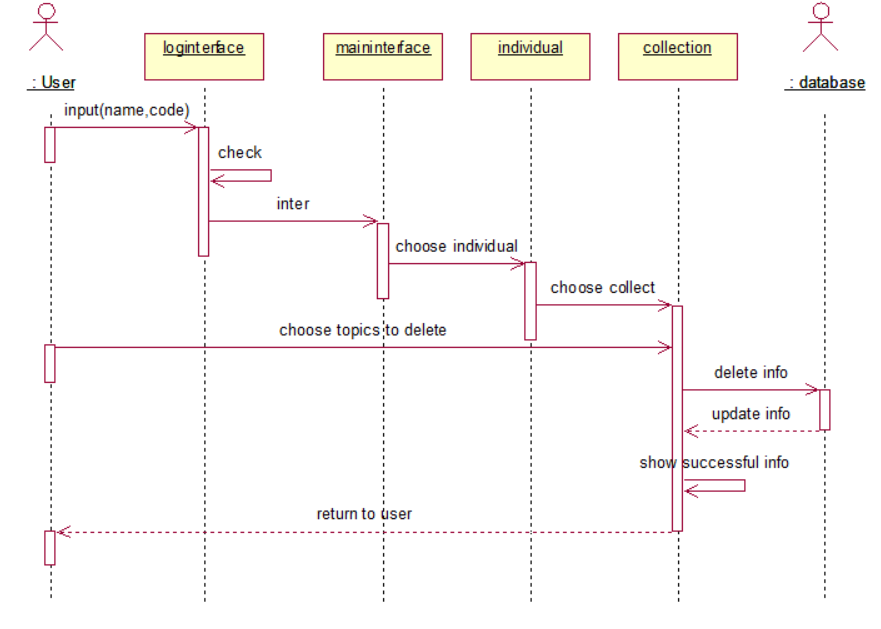 loginterface
maininterface
individual
collection
: User
: database
input(name,code)
check
inter
choose individual
choose collect
choose topics to delete
delete info
update info
show successful info
return to user